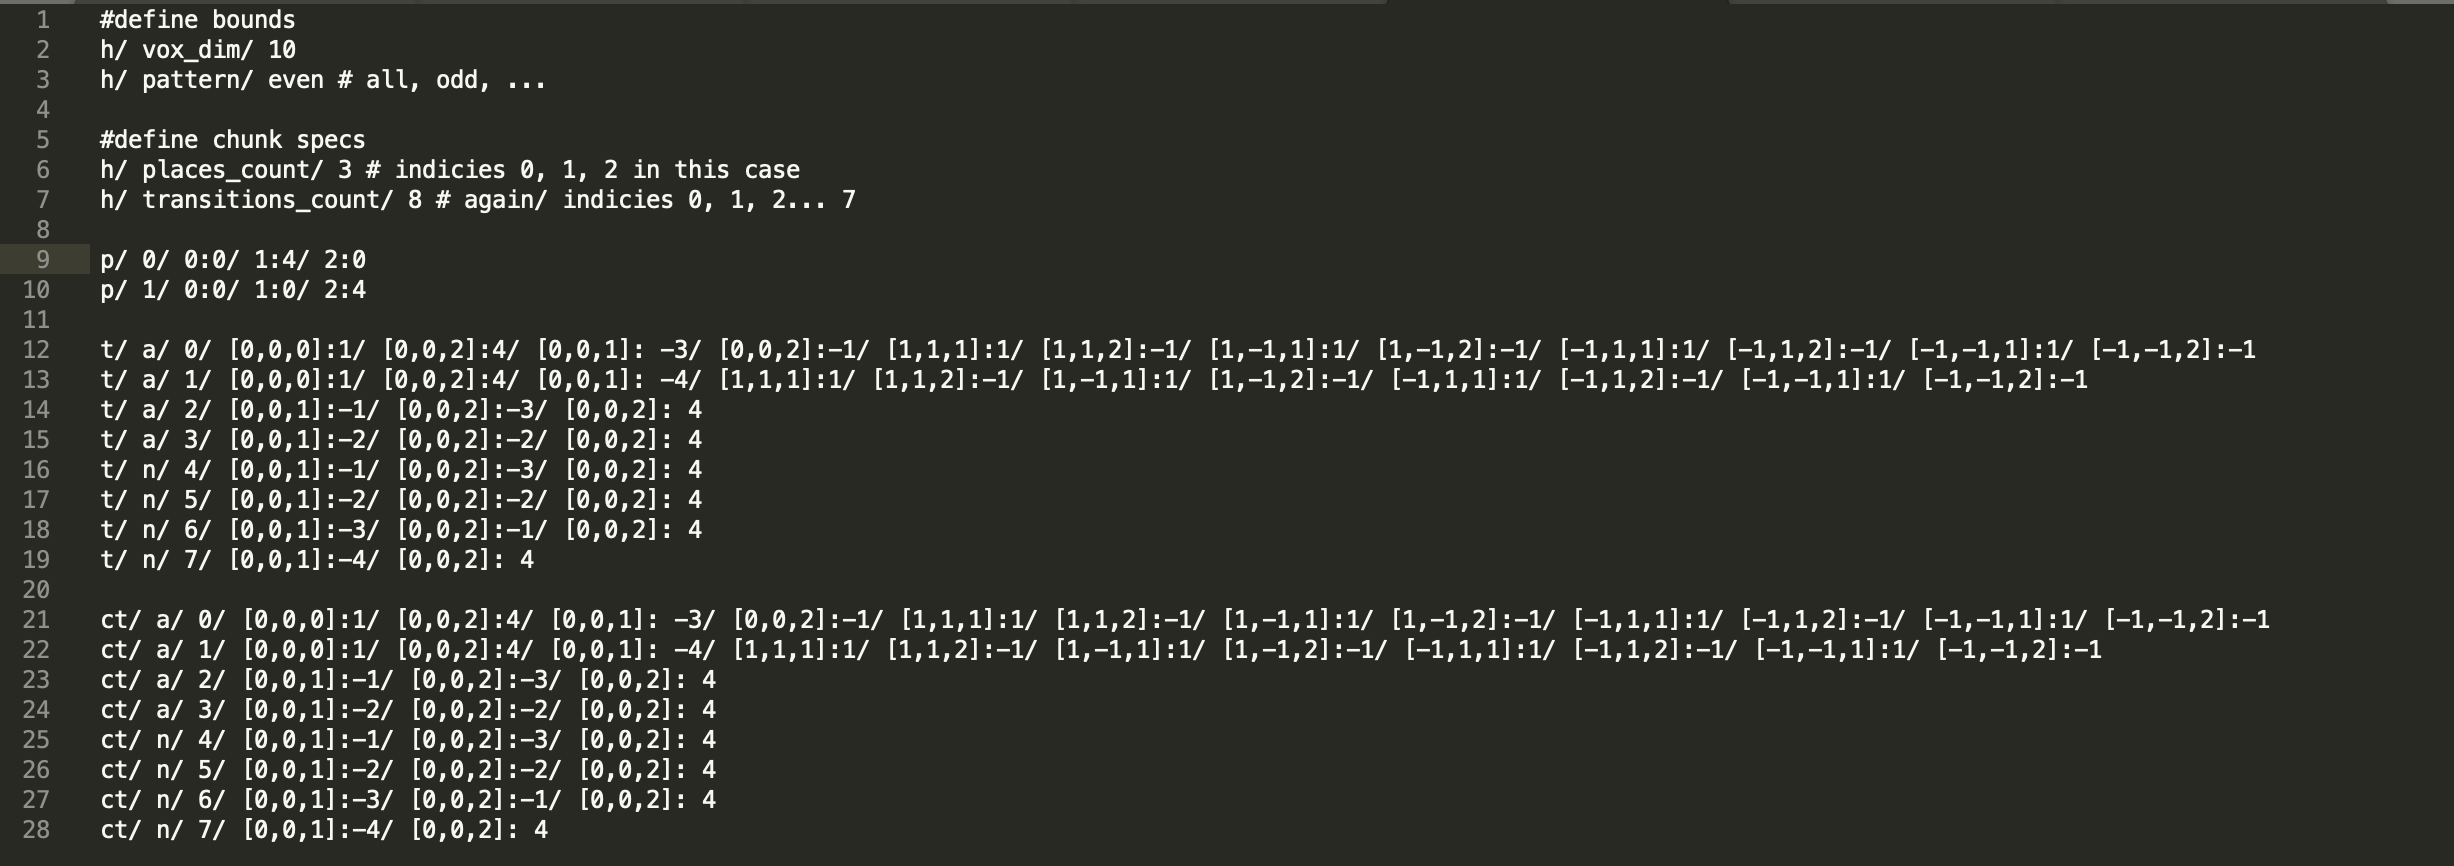 1 #define bounds
2 h/ vox_dim/ 10
3 h/ pattern/ even # all, odd, ...
4
5 #define chunk specs
6 h/ places_count/ 3 # indicies 0, 1, 2 in this case
7 h/ transitions_count/ 8 # again/ indicies 0, 1, 2... 7
8
9 p/ 0/ 0:0/ 1:4/ 2:0
10 p/ 1/ 0:0/ 1:0/ 2:4
11
12 t/ a/ 0/ [0,0,0]:1/ [0,0,2]:4/ [0,0,1]: -3/ [0,0,2]:-1/ [1,1,1]:1/ [1,1,2]:-1/ [1,-1,1]:1/ [1,-1,2]:-1/ [-1,1,1]:1/ [-1,1,2]:-1/ [-1,-1,1]:1/ [-1,-1,2]:-1
13 t/ a/ 1/ [0,0,0]:1/ [0,0,2]:4/ [0,0,1]: -4/ [1,1,1]:1/ [1,1,2]:-1/ [1,-1,1]:1/ [1,-1,2]:-1/ [-1,1,1]:1/ [-1,1,2]:-1/ [-1,-1,1]:1/ [-1,-1,2]:-1
14 t/ a/ 2/ [0,0,1]:-1/ [0,0,2]:-3/ [0,0,2]: 4
15 t/ a/ 3/ [0,0,1]:-2/ [0,0,2]:-2/ [0,0,2]: 4
16 t/ n/ 4/ [0,0,1]:-1/ [0,0,2]:-3/ [0,0,2]: 4
17 t/ n/ 5/ [0,0,1]:-2/ [0,0,2]:-2/ [0,0,2]: 4
18 t/ n/ 6/ [0,0,1]:-3/ [0,0,2]:-1/ [0,0,2]: 4
19 t/ n/ 7/ [0,0,1]:-4/ [0,0,2]: 4
20
21 ct/ a/ 0/ [0,0,0]:1/ [0,0,2]:4/ [0,0,1]: -3/ [0,0,2]:-1/ [1,1,1]:1/ [1,1,2]:-1/ [1,-1,1]:1/ [1,-1,2]:-1/ [-1,1,1]:1/ [-1,1,2]:-1/ [-1,-1,1]:1/ [-1,-1,2]:-1
22 ct/ a/ 1/ [0,0,0]:1/ [0,0,2]:4/ [0,0,1]: -4/ [1,1,1]:1/ [1,1,2]:-1/ [1,-1,1]:1/ [1,-1,2]:-1/ [-1,1,1]:1/ [-1,1,2]:-1/ [-1,-1,1]:1/ [-1,-1,2]:-1
23 ct/ a/ 2/ [0,0,1]:-1/ [0,0,2]:-3/ [0,0,2]: 4
24 ct/ a/ 3/ [0,0,1]:-2/ [0,0,2]:-2/ [0,0,2]: 4
25 ct/ n/ 4/ [0,0,1]:-1/ [0,0,2]:-3/ [0,0,2]: 4
26 ct/ n/ 5/ [0,0,1]:-2/ [0,0,2]:-2/ [0,0,2]: 4
27 ct/ n/ 6/ [0,0,1]:-3/ [0,0,2]:-1/ [0,0,2]: 4
28 ct/ n/ 7/ [0,0,1]:-4/ [0,0,2]: 4